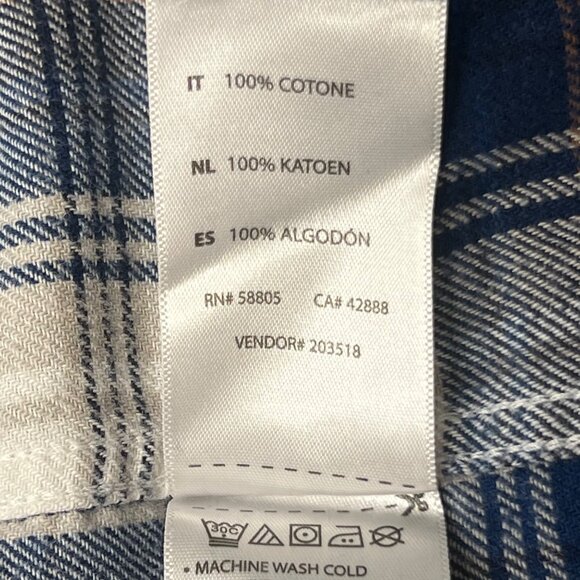 IT 100% COTONE
NL 100% KATOEN
ES 100% ALGODÓN
RN# 58805 CA# 42888
VENDOR# 203518
• MACHINE WASH COLD